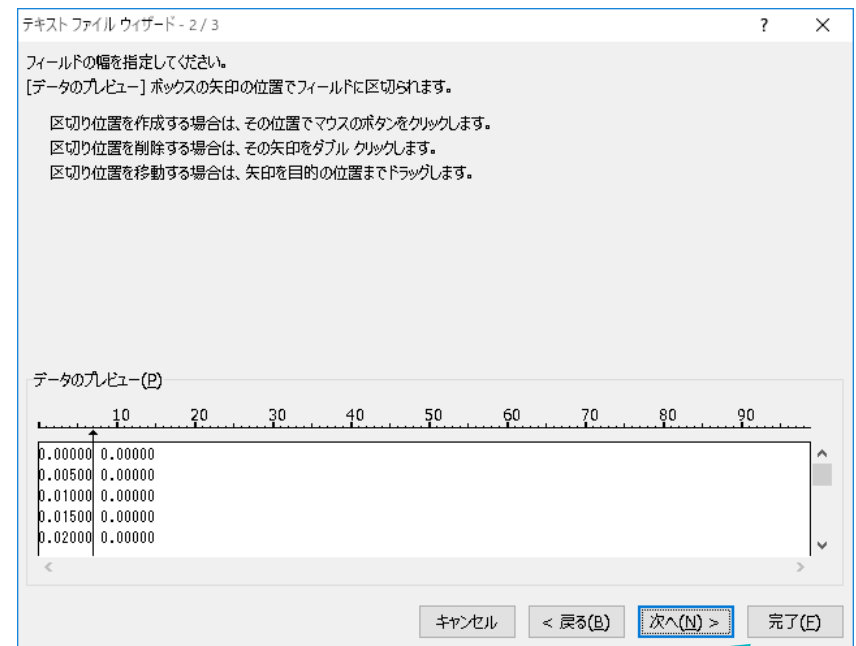 テキスト ファイル ウィザード - 2 / 3 ? ×
フィールドの幅を指定してください。
[データのプレビュー] ボックスの矢印の位置でフィールドに区切られます。
区切り位置を作成する場合は、その位置でマウスのボタンをクリックします。
区切り位置を削除する場合は、その矢印をダブル クリックします。
区切り位置を移動する場合は、矢印を目的の位置までドラッグします。
データのプレビュー(P)
10 20 30 40 50 60 70 80 90
0.00000 0.00000
0.00500 0.00000
0.01000 0.00000
0.01500 0.00000
0.02000 0.00000
キャンセル < 戻る(B) 次へ(N) > 完了(F)